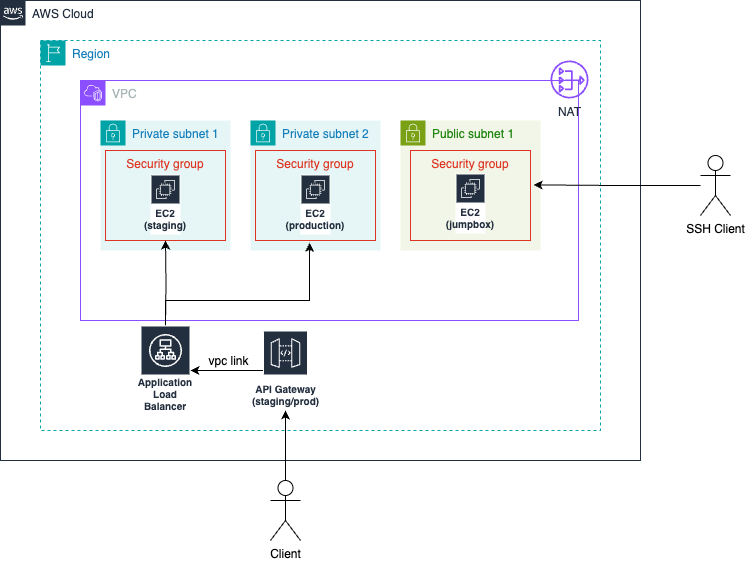 aws
AWS Cloud
Region
VPC
NAT
Private subnet 1
Private subnet 2
Public subnet 1
Security group
Security group
Security group
EC2
(staging)
EC2
(production)
EC2
(jumpbox)
SSH Client
vpc link
Application
Load
Balancer
API Gateway
(staging/prod)
Client